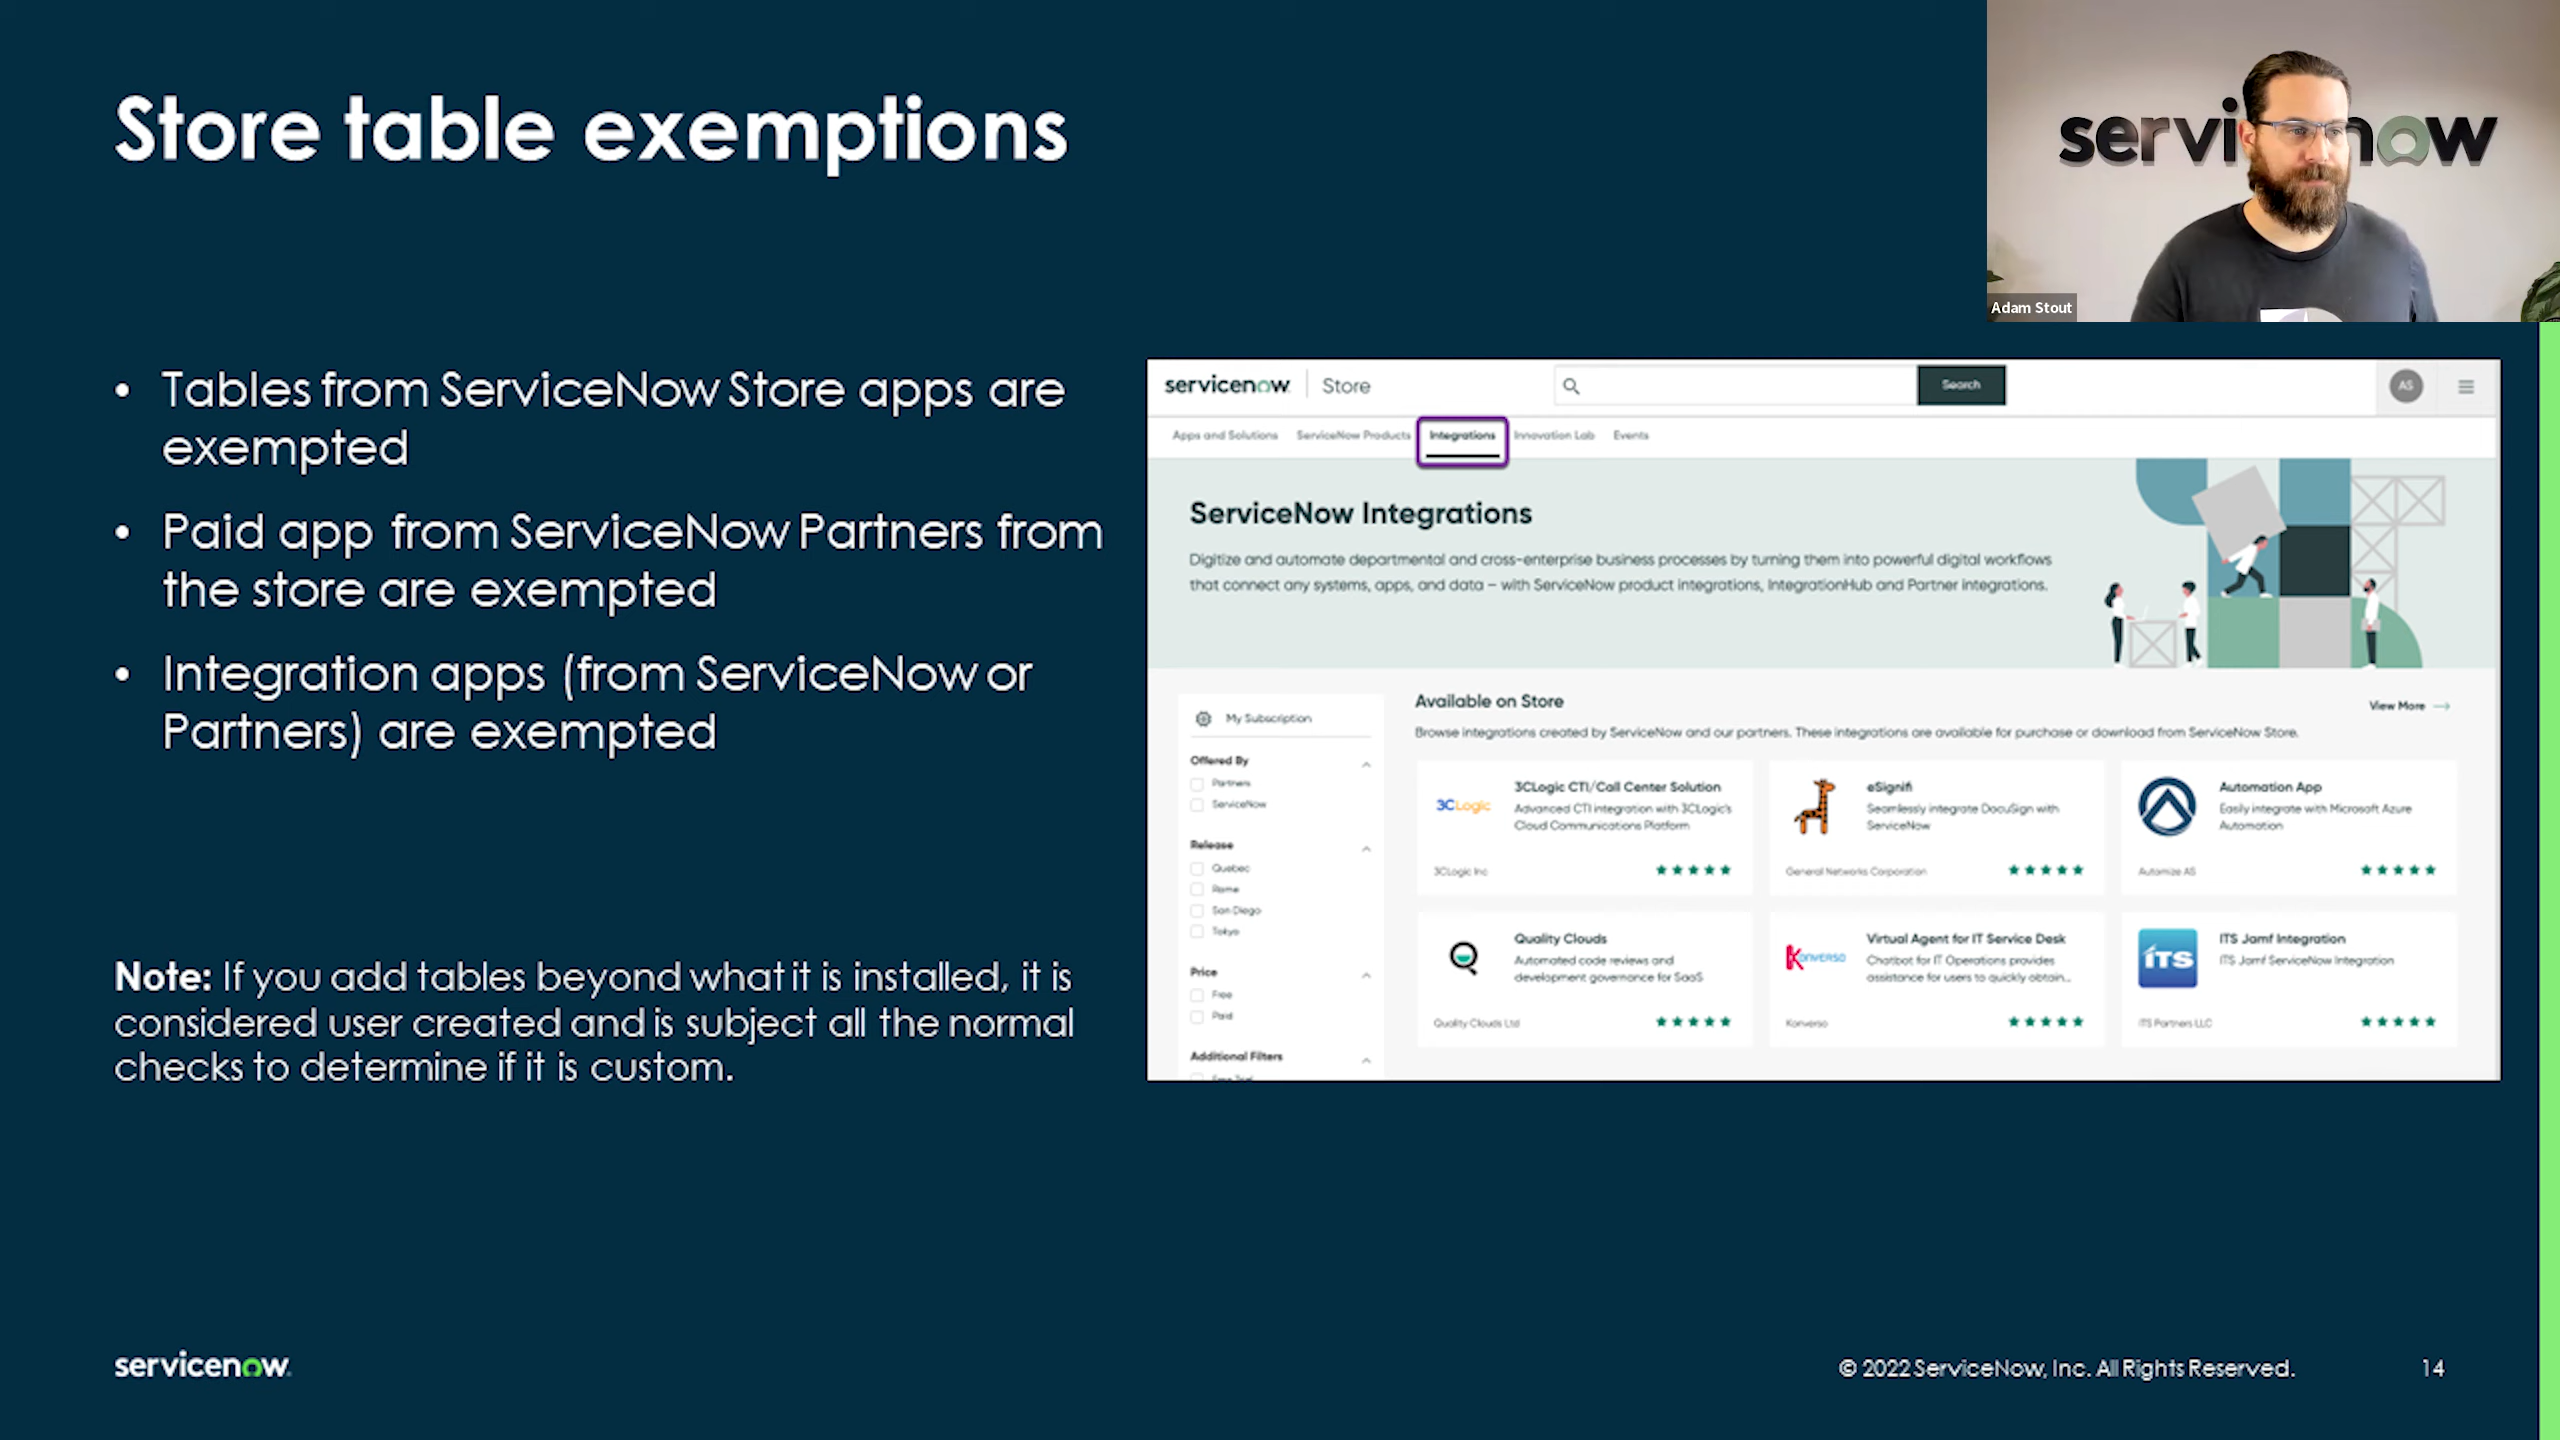 Store table exemptions
servicenow
Adam Stout
• Tables from ServiceNow Store apps are
exempted
• Paid app from ServiceNow Partners from
the store are exempted
• Integration apps (from ServiceNow or
Partners) are exempted
Note: If you add tables beyond what it is installed, it is
considered user created and is subject all the normal
checks to determine if it is custom.
servicenow Store Search AS
Apps and Solutions ServiceNow Products Integrations Innovation Lab Events
ServiceNow Integrations
Digitize and automate departmental and cross-enterprise business processes by turning them into powerful digital workflows
that connect any systems, apps, and data – with ServiceNow product integrations, IntegrationHub and Partner integrations.
My Subscription
Offered By
Partners
ServiceNow
Release
Quebec
Rome
San Diego
Tokyo
Price
Free
Paid
Additional Filters
Free Trial
Available on Store
View More
Browse integrations created by ServiceNow and our partners. These integrations are available for purchase or download from ServiceNow Store.
3CLogic
3CLogic CTI/Call Center Solution
Advanced CTI integration with 3CLogic's
Cloud Communications Platform
3CLogic Inc
eSignifi
Seamlessly integrate DocuSign with
ServiceNow
General Networks Corporation
Automation App
Easily integrate with Microsoft Azure
Automation
Automize AS
Quality Clouds
Automated code reviews and
development governance for SaaS
Quality Clouds Ltd
KONVERSO
Virtual Agent for IT Service Desk
Chatbot for IT Operations provides
assistance for users to quickly obtain...
Konverso
iTS
ITS Jamf Integration
ITS Jamf ServiceNow Integration
ITS Partners LLC
servicenow.
© 2022 ServiceNow, Inc. All Rights Reserved.
14